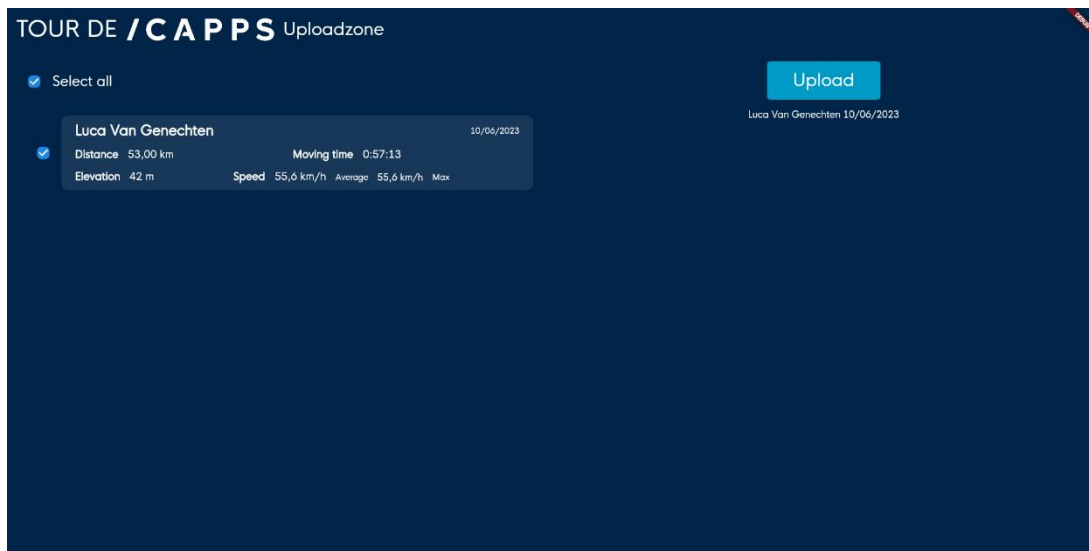 TOUR DE /CAPPS Uploadzone
Select all
Luca Van Genechten 10/06/2023
Distance 53,00 km Moving time 0:57:13
Elevation 42 m Speed 55,6 km/h Average 55,6 km/h Max
Upload
Luca Van Genechten 10/06/2023